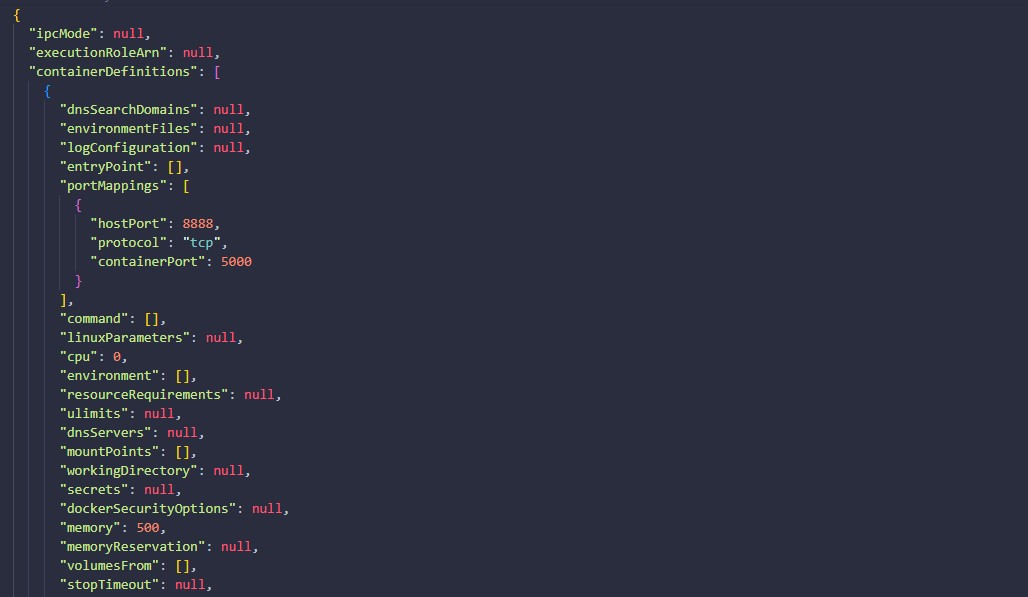 {
"ipcMode": null,
"executionRoleArn": null,
"containerDefinitions": [
{
"dnsSearchDomains": null,
"environmentFiles": null,
"logConfiguration": null,
"entryPoint": [],
"portMappings": [
{
"hostPort": 8888,
"protocol": "tcp",
"containerPort": 5000
}
],
"command": [],
"linuxParameters": null,
"cpu": 0,
"environment": [],
"resourceRequirements": null,
"ulimits": null,
"dnsServers": null,
"mountPoints": [],
"workingDirectory": null,
"secrets": null,
"dockerSecurityOptions": null,
"memory": 500,
"memoryReservation": null,
"volumesFrom": [],
"stopTimeout": null,